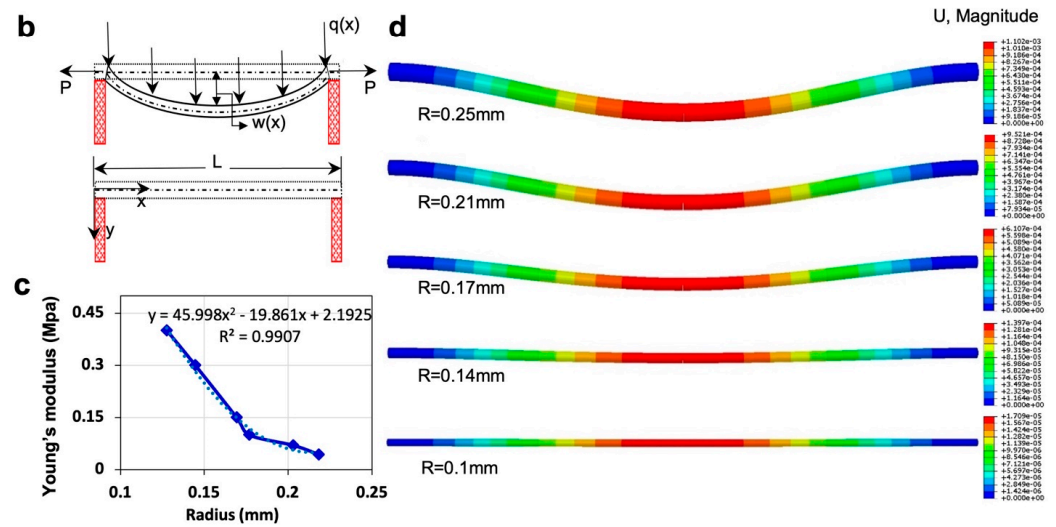 b
q(x)
P
P
w(x)
L
x
y
c
Young's modulus (Mpa)
0.45
0.3
0.15
0
y = 45.998x² - 19.861x + 2.1925
R² = 0.9907
0.1
0.15
0.2
0.25
Radius (mm)
d
U, Magnitude
R=0.25mm
+1.102e-03
+1.010e-03
+9.186e-04
+8.267e-04
+7.349e-04
+6.430e-04
+5.511e-04
+4.593e-04
+3.674e-04
+2.756e-04
+1.837e-04
+9.186e-05
+0.000e+00
R=0.21mm
+9.521e-04
+8.728e-04
+7.934e-04
+7.141e-04
+6.347e-04
+5.554e-04
+4.761e-04
+3.967e-04
+3.174e-04
+2.380e-04
+1.587e-04
+7.934e-05
+0.000e+00
R=0.17mm
+6.107e-04
+5.598e-04
+5.089e-04
+4.580e-04
+4.071e-04
+3.562e-04
+3.053e-04
+2.544e-04
+2.036e-04
+1.527e-04
+1.018e-04
+5.089e-05
+0.000e+00
R=0.14mm
+1.397e-04
+1.281e-04
+1.164e-04
+1.048e-04
+9.315e-05
+8.150e-05
+6.986e-05
+5.822e-05
+4.657e-05
+3.493e-05
+2.329e-05
+1.164e-05
+0.000e+00
R=0.1mm
+1.709e-05
+1.567e-05
+1.424e-05
+1.282e-05
+1.139e-05
+9.970e-06
+8.546e-06
+7.121e-06
+5.697e-06
+4.273e-06
+2.849e-06
+1.424e-06
+0.000e+00